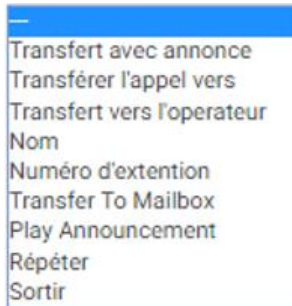 ---
Transfert avec annonce
Transférer l'appel vers
Transfert vers l'operateur
Nom
Numéro d'extention
Transfer To Mailbox
Play Announcement
Répéter
Sortir